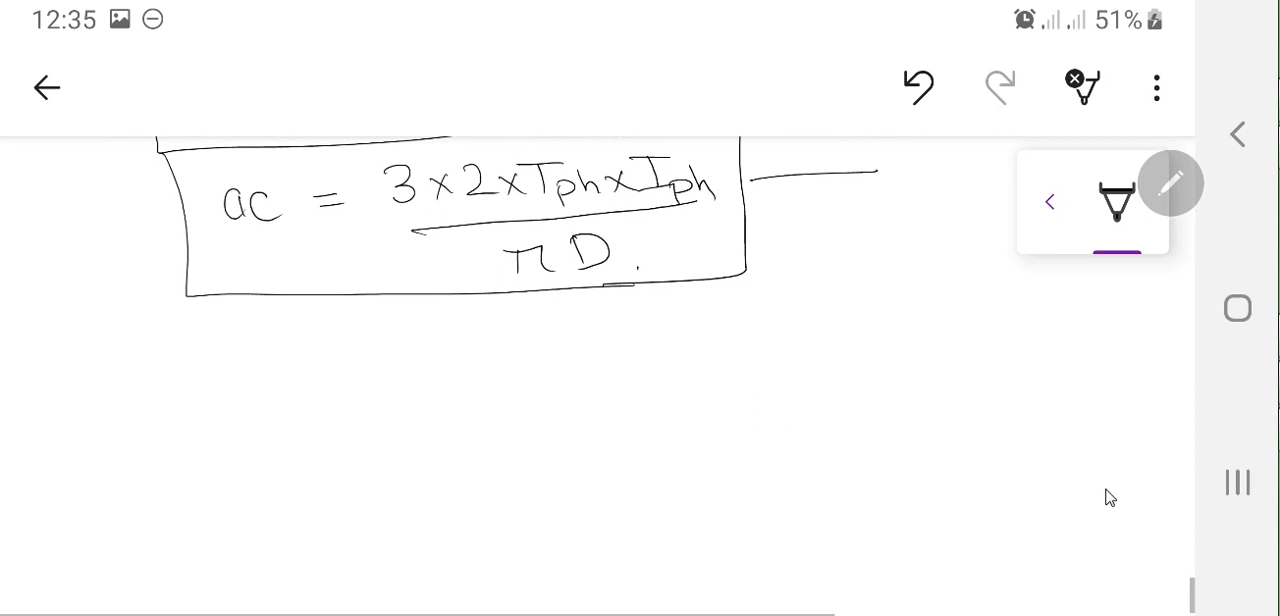 12:35 51%
ac = 3 × 2 × Tph × Iph
πD.